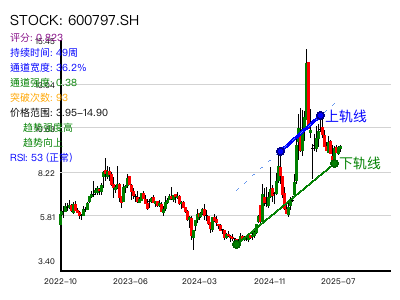 STOCK: 600797.SH
评分: 0.823
持续时间: 49周
通道宽度: 36.2%
通道强度: 0.38
突破次数: 93
价格范围: 3.95-14.90
趋势向上
RSI: 53 (正常)
上轨线
下轨线
8.22
5.81
3.40
2022-10
2023-06
2024-03
2024-11
2025-07